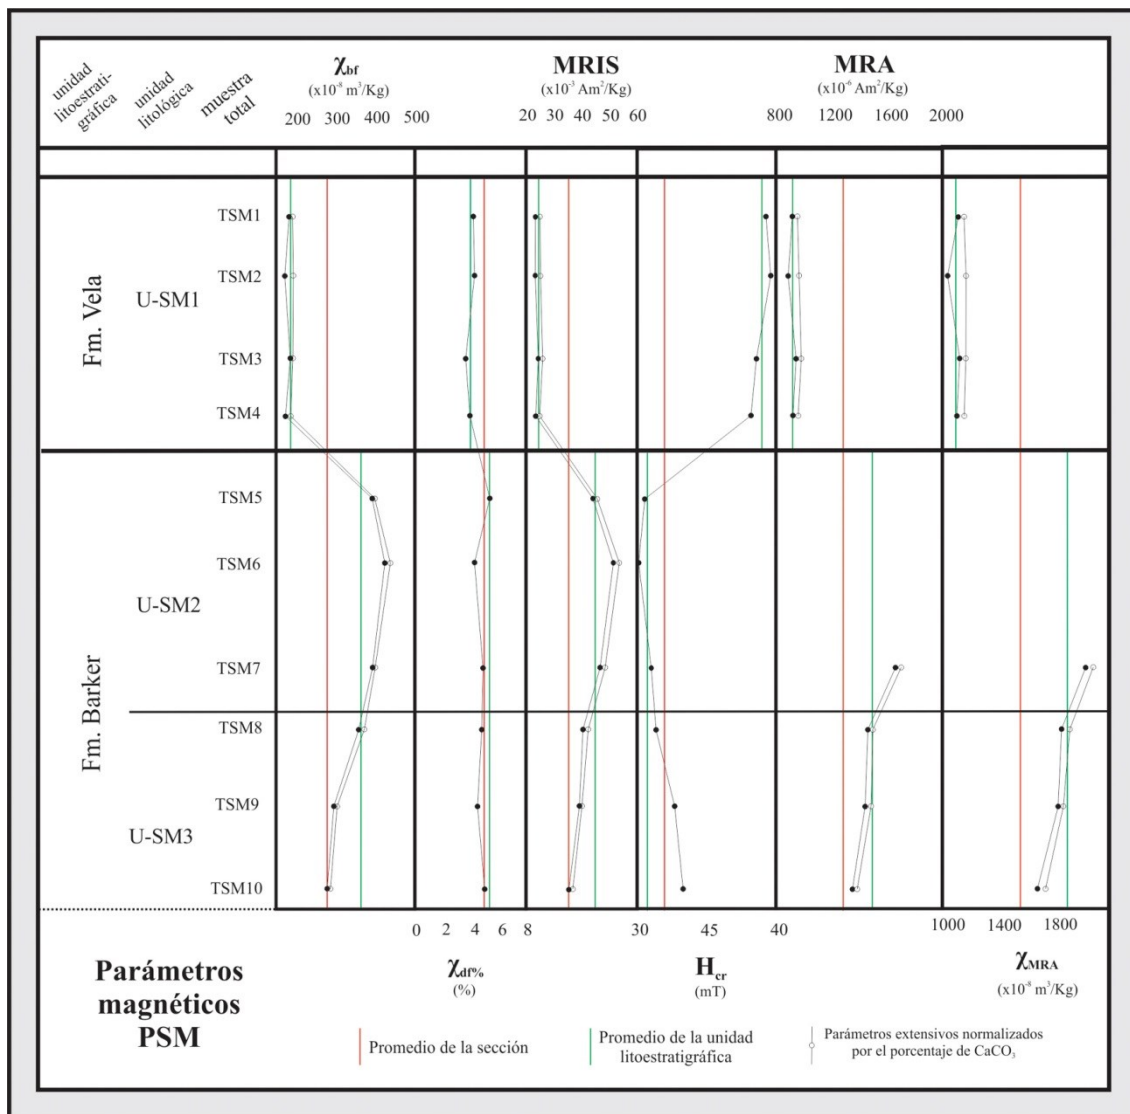 unidad
litoestrati-
gráfica
unidad
litológica
muestra
total
χbf
(x10-8 m3/Kg)
200 300 400 500
MRIS
(x10-3 Am2/Kg)
20 30 40 50 60
MRA
(x10-6 Am2/Kg)
800 1200 1600 2000
Fm. Vela
U-SM1
TSM1
TSM2
TSM3
TSM4
Fm. Barker
U-SM2
TSM5
TSM6
TSM7
U-SM3
TSM8
TSM9
TSM10
0 2 4 6 8
χdf%
(%)
30 45 40
Hcr
(mT)
1000 1400 1800
χMRA
(x10-8 m3/Kg)
Parámetros
magnéticos
PSM
Promedio de la sección
Promedio de la unidad
litoestratigráfica
Parámetros extensivos normalizados
por el porcentaje de CaCO3